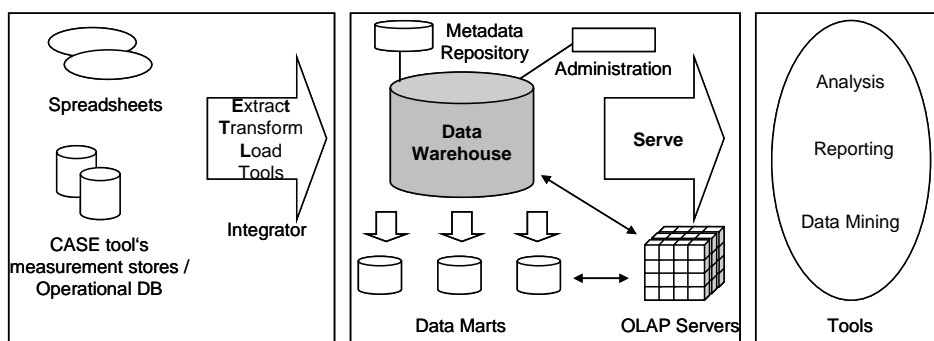 Spreadsheets
CASE tool's
measurement stores /
Operational DB
Extract
Transform
Load
Tools
Integrator
Metadata
Repository
Administration
Data
Warehouse
Serve
Data Marts
OLAP Servers
Analysis
Reporting
Data Mining
Tools